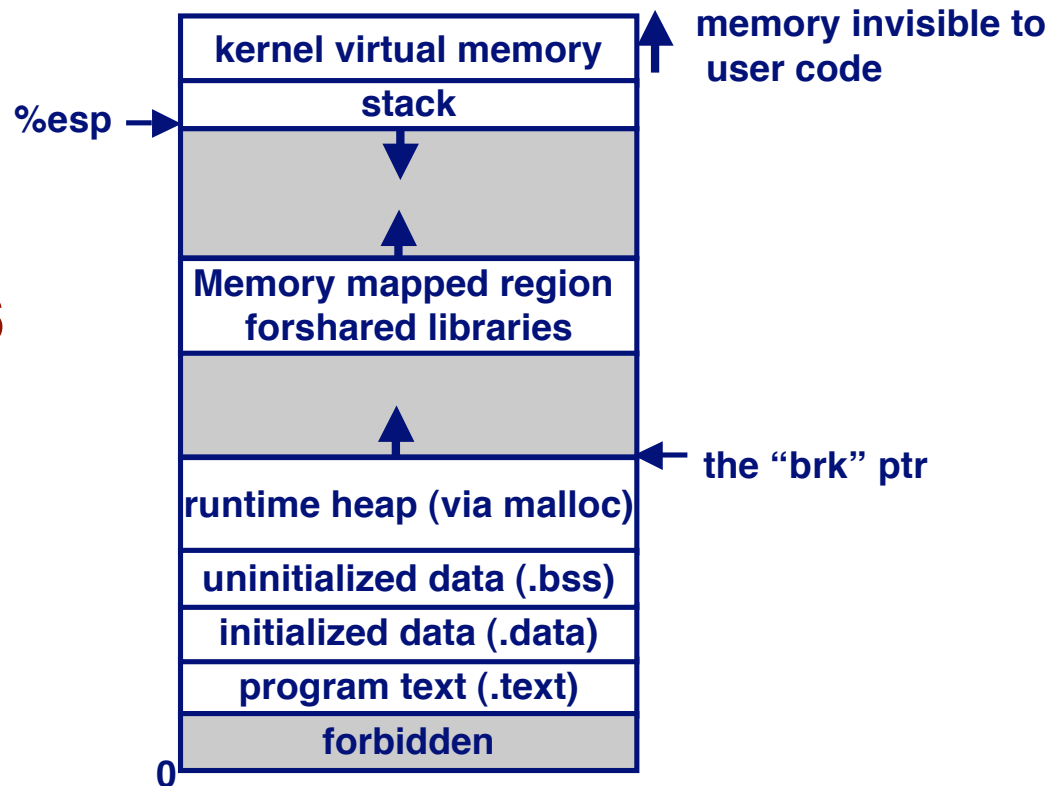 kernel virtual memory
memory invisible to
user code
stack
%esp
Memory mapped region
forshared libraries
the “brk” ptr
runtime heap (via malloc)
uninitialized data (.bss)
initialized data (.data)
program text (.text)
forbidden
0